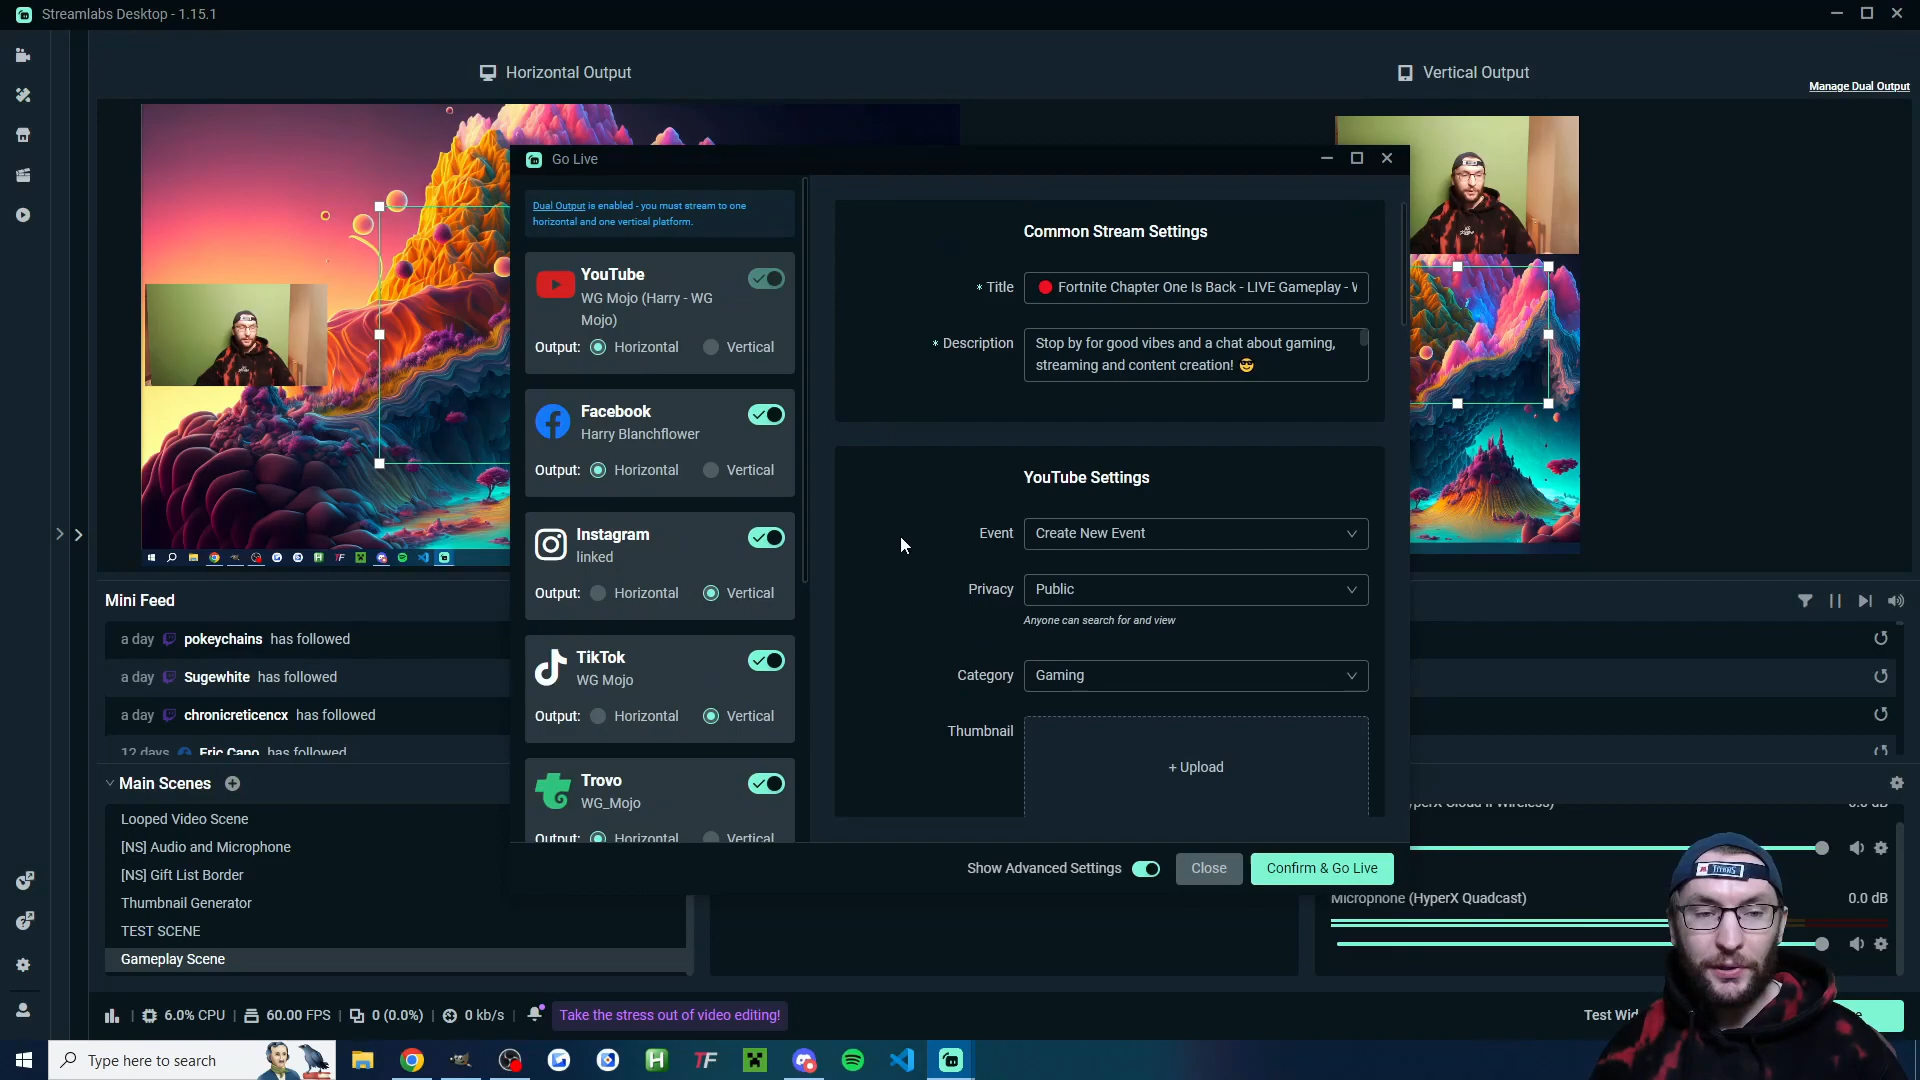 Streamlabs Desktop - 1.15.1
Horizontal Output
Vertical Output
Manage Dual Output
Go Live
Dual Output is enabled - you must stream to one
horizontal and one vertical platform.
YouTube
WG Mojo (Harry - WG
Mojo)
Output: Horizontal Vertical
Facebook
Harry Blanchflower
Output: Horizontal Vertical
Instagram
linked
Output: Horizontal Vertical
TikTok
WG Mojo
Output: Horizontal Vertical
Trovo
WG_Mojo
Output: Horizontal Vertical
Common Stream Settings
* Title 🔴 Fortnite Chapter One Is Back - LIVE Gameplay -
* Description Stop by for good vibes and a chat about gaming,
streaming and content creation! 😎
YouTube Settings
Event Create New Event
Privacy Public
Anyone can search for and view
Category Gaming
Thumbnail
+ Upload
Show Advanced Settings
Close
Confirm & Go Live
Mini Feed
a day pokeychains has followed
a day Sugewhite has followed
a day chronicreticencx has followed
12 days Eric Cano has followed
Main Scenes
Looped Video Scene
[NS] Audio and Microphone
[NS] Gift List Border
Thumbnail Generator
TEST SCENE
Gameplay Scene
Microphone (HyperX Quadcast) 0.0 dB
6.0% CPU | 60.00 FPS | 0 (0.0%) | 0 kb/s |
Take the stress out of video editing!
Test
Type here to search